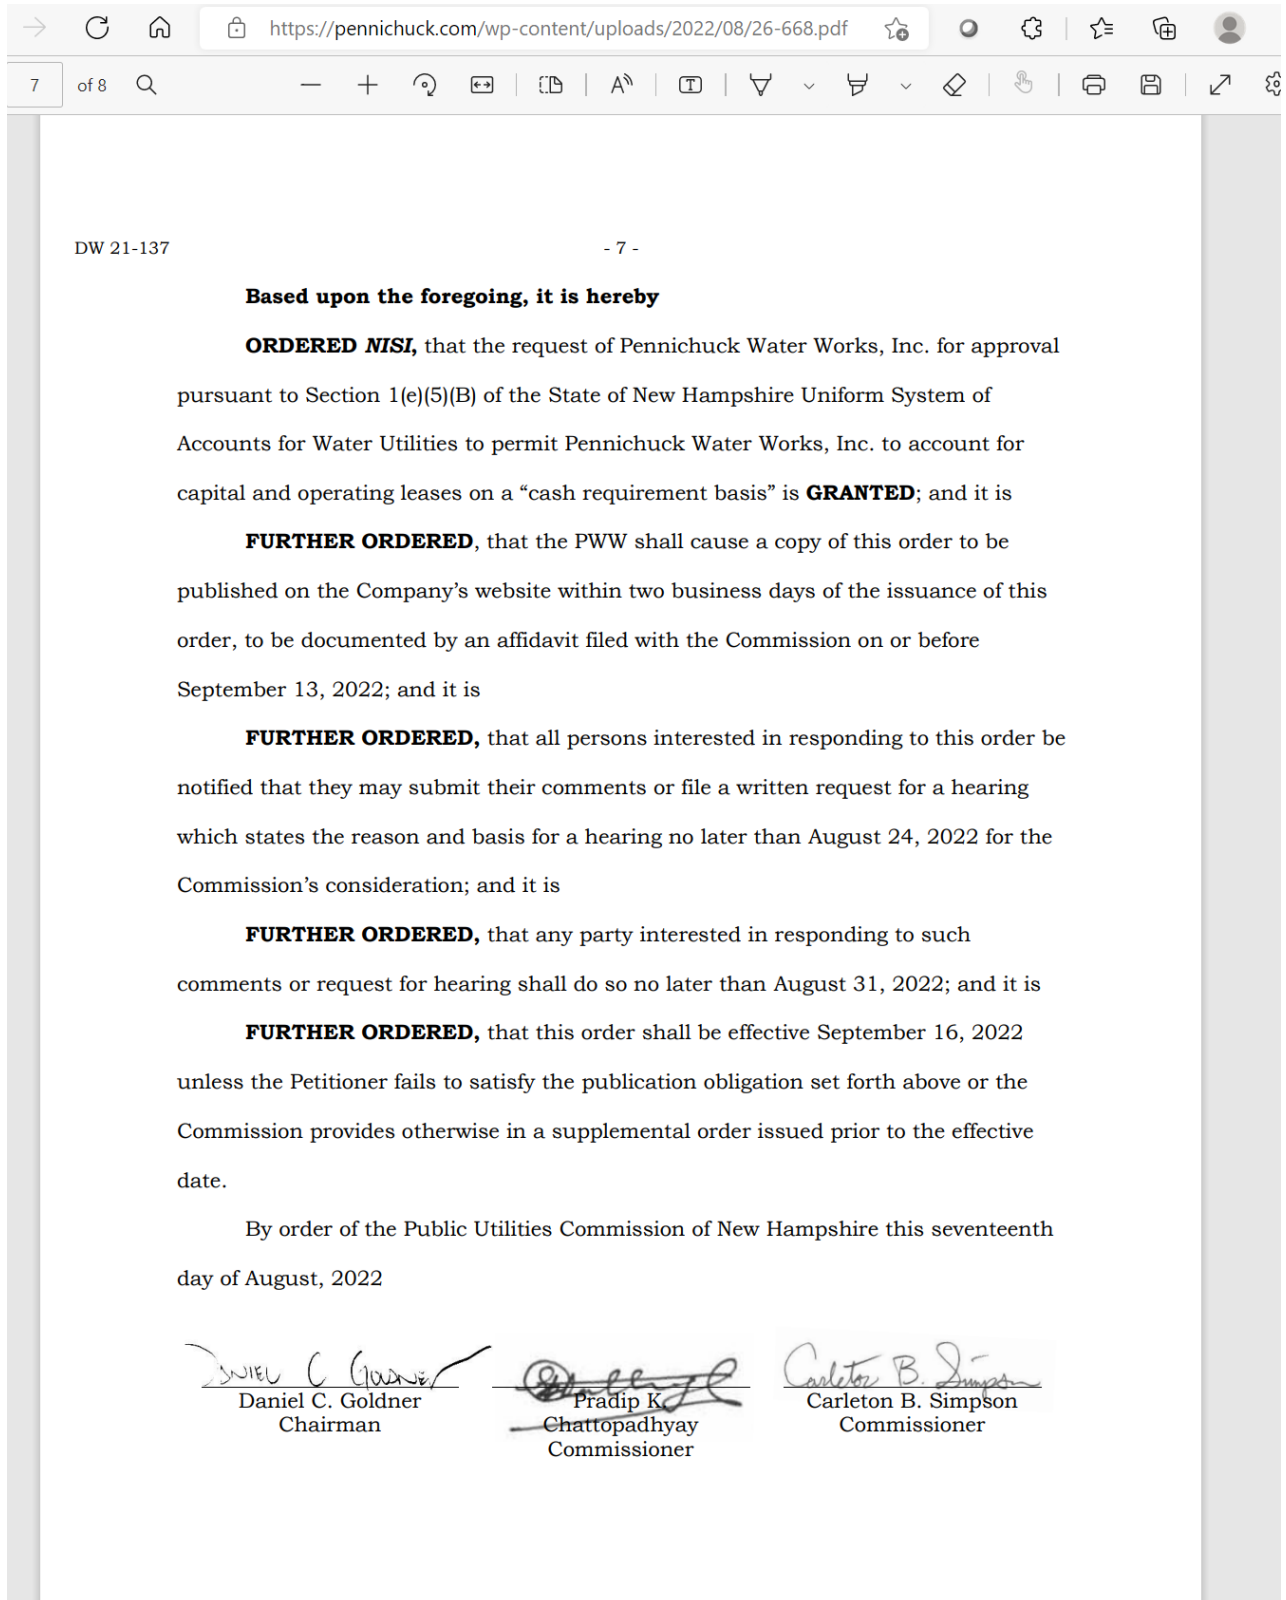 https://pennichuck.com/wp-content/uploads/2022/08/26-668.pdf
7 of 8
DW 21-137 - 7 -
Based upon the foregoing, it is hereby
ORDERED NISI, that the request of Pennichuck Water Works, Inc. for approval
pursuant to Section 1(e)(5)(B) of the State of New Hampshire Uniform System of
Accounts for Water Utilities to permit Pennichuck Water Works, Inc. to account for
capital and operating leases on a “cash requirement basis” is GRANTED; and it is
FURTHER ORDERED, that the PWW shall cause a copy of this order to be
published on the Company’s website within two business days of the issuance of this
order, to be documented by an affidavit filed with the Commission on or before
September 13, 2022; and it is
FURTHER ORDERED, that all persons interested in responding to this order be
notified that they may submit their comments or file a written request for a hearing
which states the reason and basis for a hearing no later than August 24, 2022 for the
Commission’s consideration; and it is
FURTHER ORDERED, that any party interested in responding to such
comments or request for hearing shall do so no later than August 31, 2022; and it is
FURTHER ORDERED, that this order shall be effective September 16, 2022
unless the Petitioner fails to satisfy the publication obligation set forth above or the
Commission provides otherwise in a supplemental order issued prior to the effective
date.
By order of the Public Utilities Commission of New Hampshire this seventeenth
day of August, 2022
Daniel C Goldner Carleton B. Simpson
Daniel C. Goldner Pradip K. Carleton B. Simpson
Chairman Chattopadhyay Commissioner
Commissioner